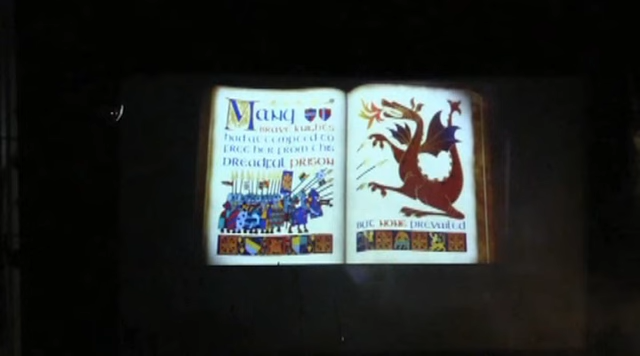 Many
BRAVE KNIGHTS
had attempted to
free her from this
DREADFUL PRISON
BUT NONE prevailed